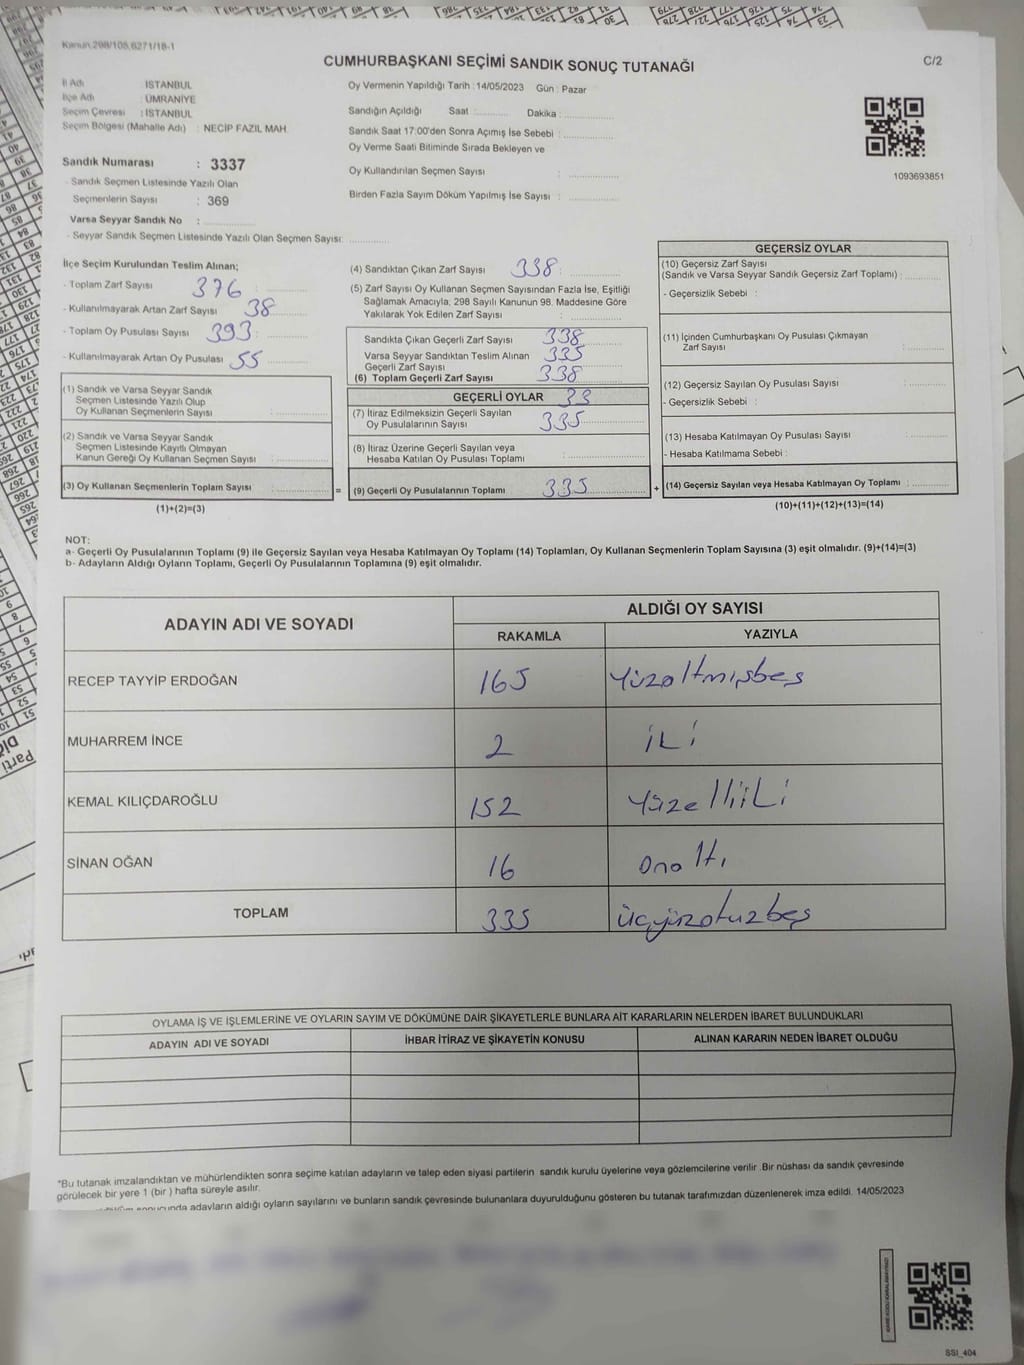 Kanun:298/108,6271/18-1
CUMHURBAŞKANI SEÇİMİ SANDIK SONUÇ TUTANAĞI
C/2
İl Adı İSTANBUL
İlçe Adı : ÜMRANİYE
Seçim Çevresi : İSTANBUL
Seçim Bölgesi (Mahalle Adı) : NECİP FAZIL MAH.
Sandık Numarası : 3337
- Sandık Seçmen Listesinde Yazılı Olan
Seçmenlerin Sayısı : 369
Varsa Seyyar Sandık No :
- Seyyar Sandık Seçmen Listesinde Yazılı Olan Seçmen Sayısı:
Oy Vermenin Yapıldığı Tarih : 14/05/2023 Gün : Pazar
Sandığın Açıldığı Saat Dakika :
Sandık Saat 17:00'den Sonra Açımış İse Sebebi :
Oy Verme Saati Bitiminde Sırada Bekleyen ve
Oy Kullandırılan Seçmen Sayısı :
Birden Fazla Sayım Döküm Yapılmış İse Sayısı :
1093693851
İlçe Seçim Kurulundan Teslim Alınan;
- Toplam Zarf Sayısı 376
- Kullanılmayarak Artan Zarf Sayısı 38
- Toplam Oy Pusulası Sayısı 393
- Kullanılmayarak Artan Oy Pusulası 55
(1) Sandık ve Varsa Seyyar Sandık
Seçmen Listesinde Yazılı Olup
Oy Kullanan Seçmenlerin Sayısı :
(2) Sandık ve Varsa Seyyar Sandık
Seçmen Listesinde Kayıtlı Olmayan
Kanun Gereği Oy Kullanan Seçmen Sayısı :
(3) Oy Kullanan Seçmenlerin Toplam Sayısı :
(1)+(2)=(3)
(4) Sandıktan Çıkan Zarf Sayısı 338
(5) Zarf Sayısı Oy Kullanan Seçmen Sayısından Fazla İse, Eşitliği
Sağlamak Amacıyla, 298 Sayılı Kanunun 98. Maddesine Göre
Yakılarak Yok Edilen Zarf Sayısı :
Sandıkta Çıkan Geçerli Zarf Sayısı 338
Varsa Seyyar Sandıktan Teslim Alınan 335
Geçerli Zarf Sayısı
(6) Toplam Geçerli Zarf Sayısı 338
GEÇERLİ OYLAR 33
(7) İtiraz Edilmeksizin Geçerli Sayılan
Oy Pusulalarının Sayısı 335
(8) İtiraz Üzerine Geçerli Sayılan veya
Hesaba Katılan Oy Pusulası Toplamı :
= (9) Geçerli Oy Pusulalarının Toplamı 335 +
GEÇERSİZ OYLAR
(10) Geçersiz Zarf Sayısı
(Sandık ve Varsa Seyyar Sandık Geçersiz Zarf Toplamı) :
- Geçersizlik Sebebi :
(11) İçinden Cumhurbaşkanı Oy Pusulası Çıkmayan
Zarf Sayısı :
(12) Geçersiz Sayılan Oy Pusulası Sayısı :
- Geçersizlik Sebebi :
(13) Hesaba Katılmayan Oy Pusulası Sayısı :
- Hesaba Katılmama Sebebi :
(14) Geçersiz Sayılan veya Hesaba Katılmayan Oy Toplamı :
(10)+(11)+(12)+(13)=(14)
NOT:
a- Geçerli Oy Pusulalarının Toplamı (9) ile Geçersiz Sayılan veya Hesaba Katılmayan Oy Toplamı (14) Toplamları, Oy Kullanan Seçmenlerin Toplam Sayısına (3) eşit olmalıdır. (9)+(14)=(3)
b- Adayların Aldığı Oyların Toplamı, Geçerli Oy Pusulalarının Toplamına (9) eşit olmalıdır.
ADAYIN ADI VE SOYADI ALDIĞI OY SAYISI
RAKAMLA YAZIYLA
RECEP TAYYİP ERDOĞAN 165 Yüzaltmışbeş
MUHARREM İNCE 2 iki
KEMAL KILIÇDAROĞLU 152 Yüzelliiki
SİNAN OĞAN 16 onaltı
TOPLAM 335 üçyüzotuzbeş
OYLAMA İŞ VE İŞLEMLERİNE VE OYLARIN SAYIM VE DÖKÜMÜNE DAİR ŞİKAYETLERLE BUNLARA AİT KARARLARIN NELERDEN İBARET BULUNDUKLARI
ADAYIN ADI VE SOYADI İHBAR İTİRAZ VE ŞİKAYETİN KONUSU ALINAN KARARIN NEDEN İBARET OLDUĞU
"Bu tutanak imzalandıktan ve mühürlendikten sonra seçime katılan adayların ve talep eden siyasi partilerin sandık kurulu üyelerine veya gözlemcilerine verilir .Bir nüshası da sandık çevresinde
görülecek bir yere 1 (bir ) hafta süreyle asılır.
adayların aldığı oyların sayılarını ve bunların sandık çevresinde bulunanlara duyurulduğunu gösteren bu tutanak tarafımızdan düzenlenerek imza edildi. 14/05/2023
SSI_404